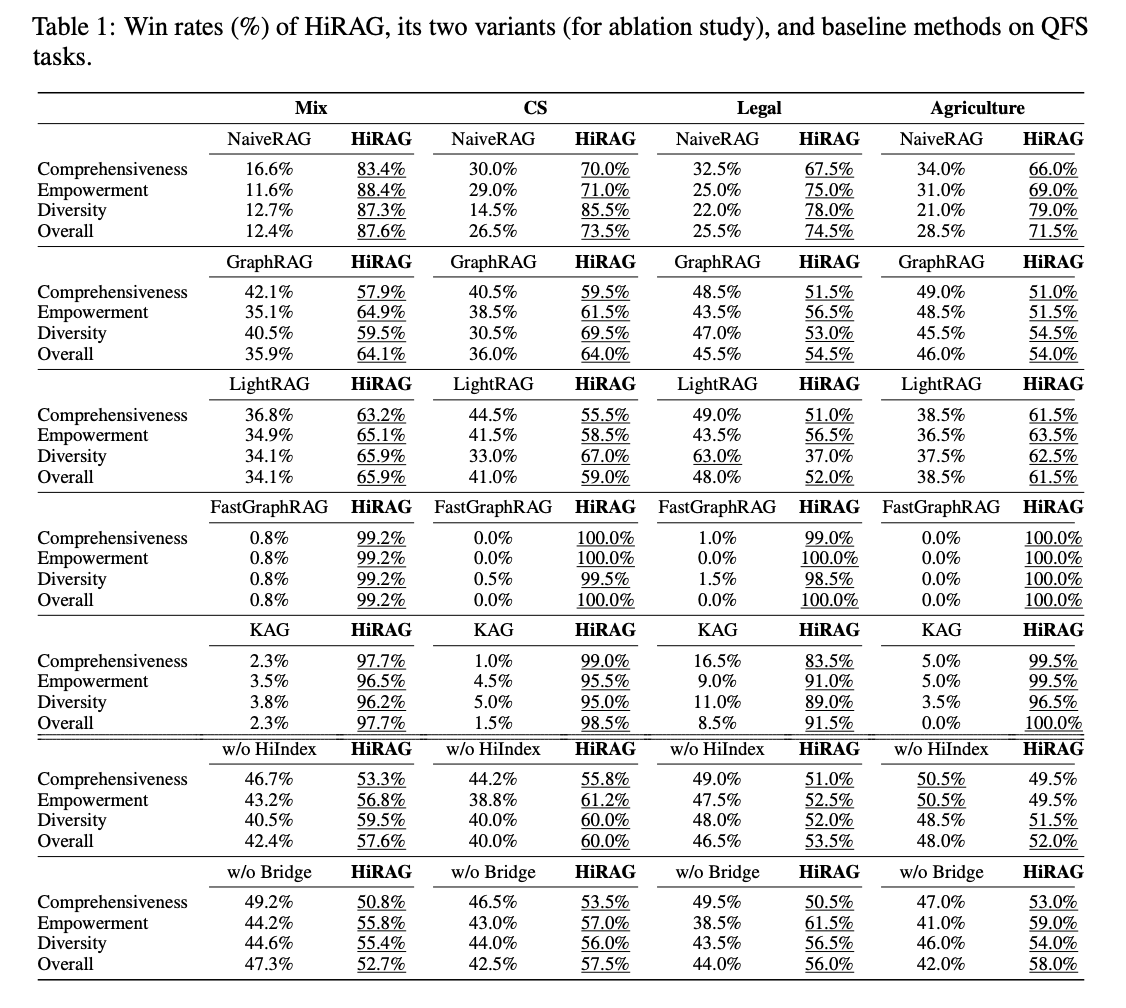 Table 1: Win rates (%) of HiRAG, its two variants (for ablation study), and baseline methods on QFS
tasks.
Mix CS Legal Agriculture
NaiveRAG HiRAG NaiveRAG HiRAG NaiveRAG HiRAG NaiveRAG HiRAG
Comprehensiveness 16.6% 83.4% 30.0% 70.0% 32.5% 67.5% 34.0% 66.0%
Empowerment 11.6% 88.4% 29.0% 71.0% 25.0% 75.0% 31.0% 69.0%
Diversity 12.7% 87.3% 14.5% 85.5% 22.0% 78.0% 21.0% 79.0%
Overall 12.4% 87.6% 26.5% 73.5% 25.5% 74.5% 28.5% 71.5%
GraphRAG HiRAG GraphRAG HiRAG GraphRAG HiRAG GraphRAG HiRAG
Comprehensiveness 42.1% 57.9% 40.5% 59.5% 48.5% 51.5% 49.0% 51.0%
Empowerment 35.1% 64.9% 38.5% 61.5% 43.5% 56.5% 48.5% 51.5%
Diversity 40.5% 59.5% 30.5% 69.5% 47.0% 53.0% 45.5% 54.5%
Overall 35.9% 64.1% 36.0% 64.0% 45.5% 54.5% 46.0% 54.0%
LightRAG HiRAG LightRAG HiRAG LightRAG HiRAG LightRAG HiRAG
Comprehensiveness 36.8% 63.2% 44.5% 55.5% 49.0% 51.0% 38.5% 61.5%
Empowerment 34.9% 65.1% 41.5% 58.5% 43.5% 56.5% 36.5% 63.5%
Diversity 34.1% 65.9% 33.0% 67.0% 63.0% 37.0% 37.5% 62.5%
Overall 34.1% 65.9% 41.0% 59.0% 48.0% 52.0% 38.5% 61.5%
FastGraphRAG HiRAG FastGraphRAG HiRAG FastGraphRAG HiRAG FastGraphRAG HiRAG
Comprehensiveness 0.8% 99.2% 0.0% 100.0% 1.0% 99.0% 0.0% 100.0%
Empowerment 0.8% 99.2% 0.0% 100.0% 0.0% 100.0% 0.0% 100.0%
Diversity 0.8% 99.2% 0.5% 99.5% 1.5% 98.5% 0.0% 100.0%
Overall 0.8% 99.2% 0.0% 100.0% 0.0% 100.0% 0.0% 100.0%
KAG HiRAG KAG HiRAG KAG HiRAG KAG HiRAG
Comprehensiveness 2.3% 97.7% 1.0% 99.0% 16.5% 83.5% 5.0% 99.5%
Empowerment 3.5% 96.5% 4.5% 95.5% 9.0% 91.0% 5.0% 99.5%
Diversity 3.8% 96.2% 5.0% 95.0% 11.0% 89.0% 3.5% 96.5%
Overall 2.3% 97.7% 1.5% 98.5% 8.5% 91.5% 0.0% 100.0%
w/o HiIndex HiRAG w/o HiIndex HiRAG w/o HiIndex HiRAG w/o HiIndex HiRAG
Comprehensiveness 46.7% 53.3% 44.2% 55.8% 49.0% 51.0% 50.5% 49.5%
Empowerment 43.2% 56.8% 38.8% 61.2% 47.5% 52.5% 50.5% 49.5%
Diversity 40.5% 59.5% 40.0% 60.0% 48.0% 52.0% 48.5% 51.5%
Overall 42.4% 57.6% 40.0% 60.0% 46.5% 53.5% 48.0% 52.0%
w/o Bridge HiRAG w/o Bridge HiRAG w/o Bridge HiRAG w/o Bridge HiRAG
Comprehensiveness 49.2% 50.8% 46.5% 53.5% 49.5% 50.5% 47.0% 53.0%
Empowerment 44.2% 55.8% 43.0% 57.0% 38.5% 61.5% 41.0% 59.0%
Diversity 44.6% 55.4% 44.0% 56.0% 43.5% 56.5% 46.0% 54.0%
Overall 47.3% 52.7% 42.5% 57.5% 44.0% 56.0% 42.0% 58.0%